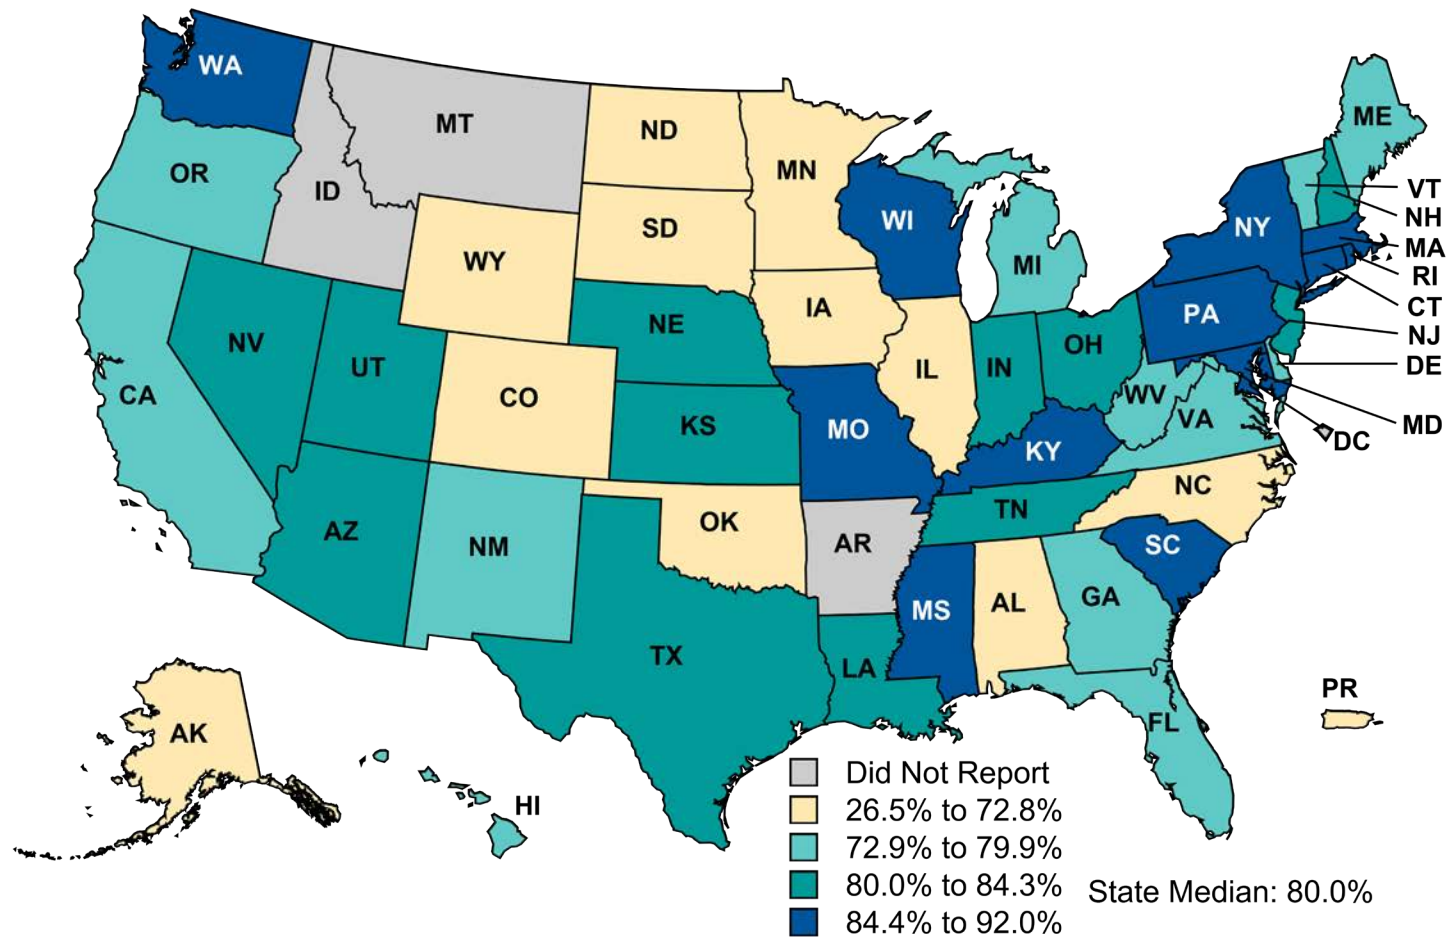 WA
ME
MT
ND
MN
OR
ID
VT
NH
SD
WI
NY
MA
WY
MI
RI
IA
CT
NE
PA
NJ
NV
OH
UT
IN
IL
DE
CA
CO
WV
VA
KS
MO
MD
KY
DC
NC
TN
OK
AZ
NM
AR
SC
GA
AL
MS
TX
LA
PR
FL
AK
HI
Did Not Report
26.5% to 72.8%
72.9% to 79.9%
80.0% to 84.3%
State Median: 80.0%
84.4% to 92.0%